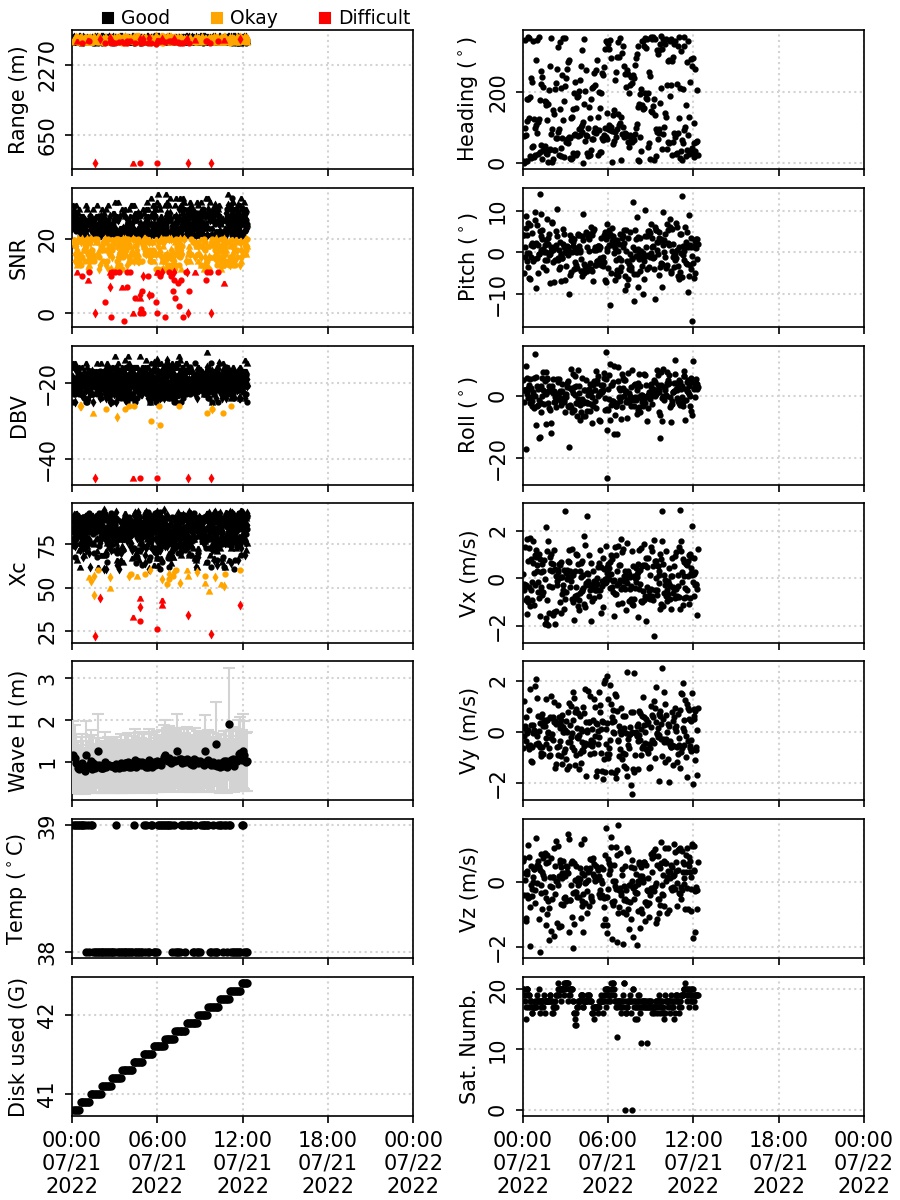 Good Okay Difficult
Range (m)
2270
650
Heading (°)
200
0
SNR
20
0
Pitch (°)
10
0
−10
DBV
−20
−40
Roll (°)
0
−20
Xc
75
50
25
Vx (m/s)
2
0
−2
Wave H (m)
3
2
1
Vy (m/s)
2
0
−2
Temp (°C)
39
38
Vz (m/s)
0
−2
Disk used (G)
42
41
Sat. Numb.
20
10
0
00:00 06:00 12:00 18:00 00:00
07/21 07/21 07/21 07/21 07/22
2022 2022 2022 2022 2022
00:00 06:00 12:00 18:00 00:00
07/21 07/21 07/21 07/21 07/22
2022 2022 2022 2022 2022